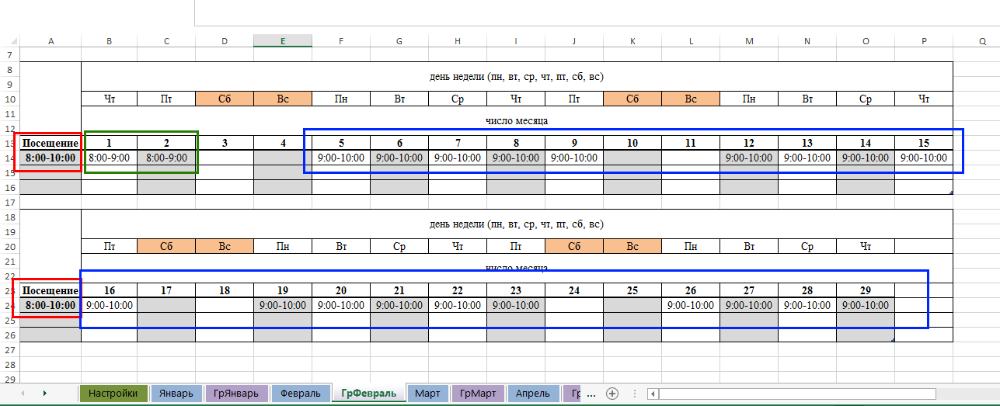 A B C D E F G H I J K L M N O P Q
7
8
день недели (пн, вт, ср, чт, пт, сб, вс)
9
10 Чт Пт Сб Вс Пн Вт Ср Чт Пт Сб Вс Пн Вт Ср Чт
11
число месяца
12
13 Посещение 1 2 3 4 5 6 7 8 9 10 11 12 13 14 15
14 8:00-10:00 8:00-9:00 8:00-9:00 9:00-10:00 9:00-10:00 9:00-10:00 9:00-10:00 9:00-10:00 9:00-10:00 9:00-10:00 9:00-10:00 9:00-10:00
15
16
17
18
день недели (пн, вт, ср, чт, пт, сб, вс)
19
20 Пт Сб Вс Пн Вт Ср Чт Пт Сб Вс Пн Вт Ср Чт
21
число месяца
22
23 Посещение 16 17 18 19 20 21 22 23 24 25 26 27 28 29
24 8:00-10:00 9:00-10:00 9:00-10:00 9:00-10:00 9:00-10:00 9:00-10:00 9:00-10:00 9:00-10:00 9:00-10:00 9:00-10:00 9:00-10:00
25
26
27
28
29
Настройки Январь ГрЯнварь Февраль ГрФевраль Март ГрМарт Апрель Гр ...